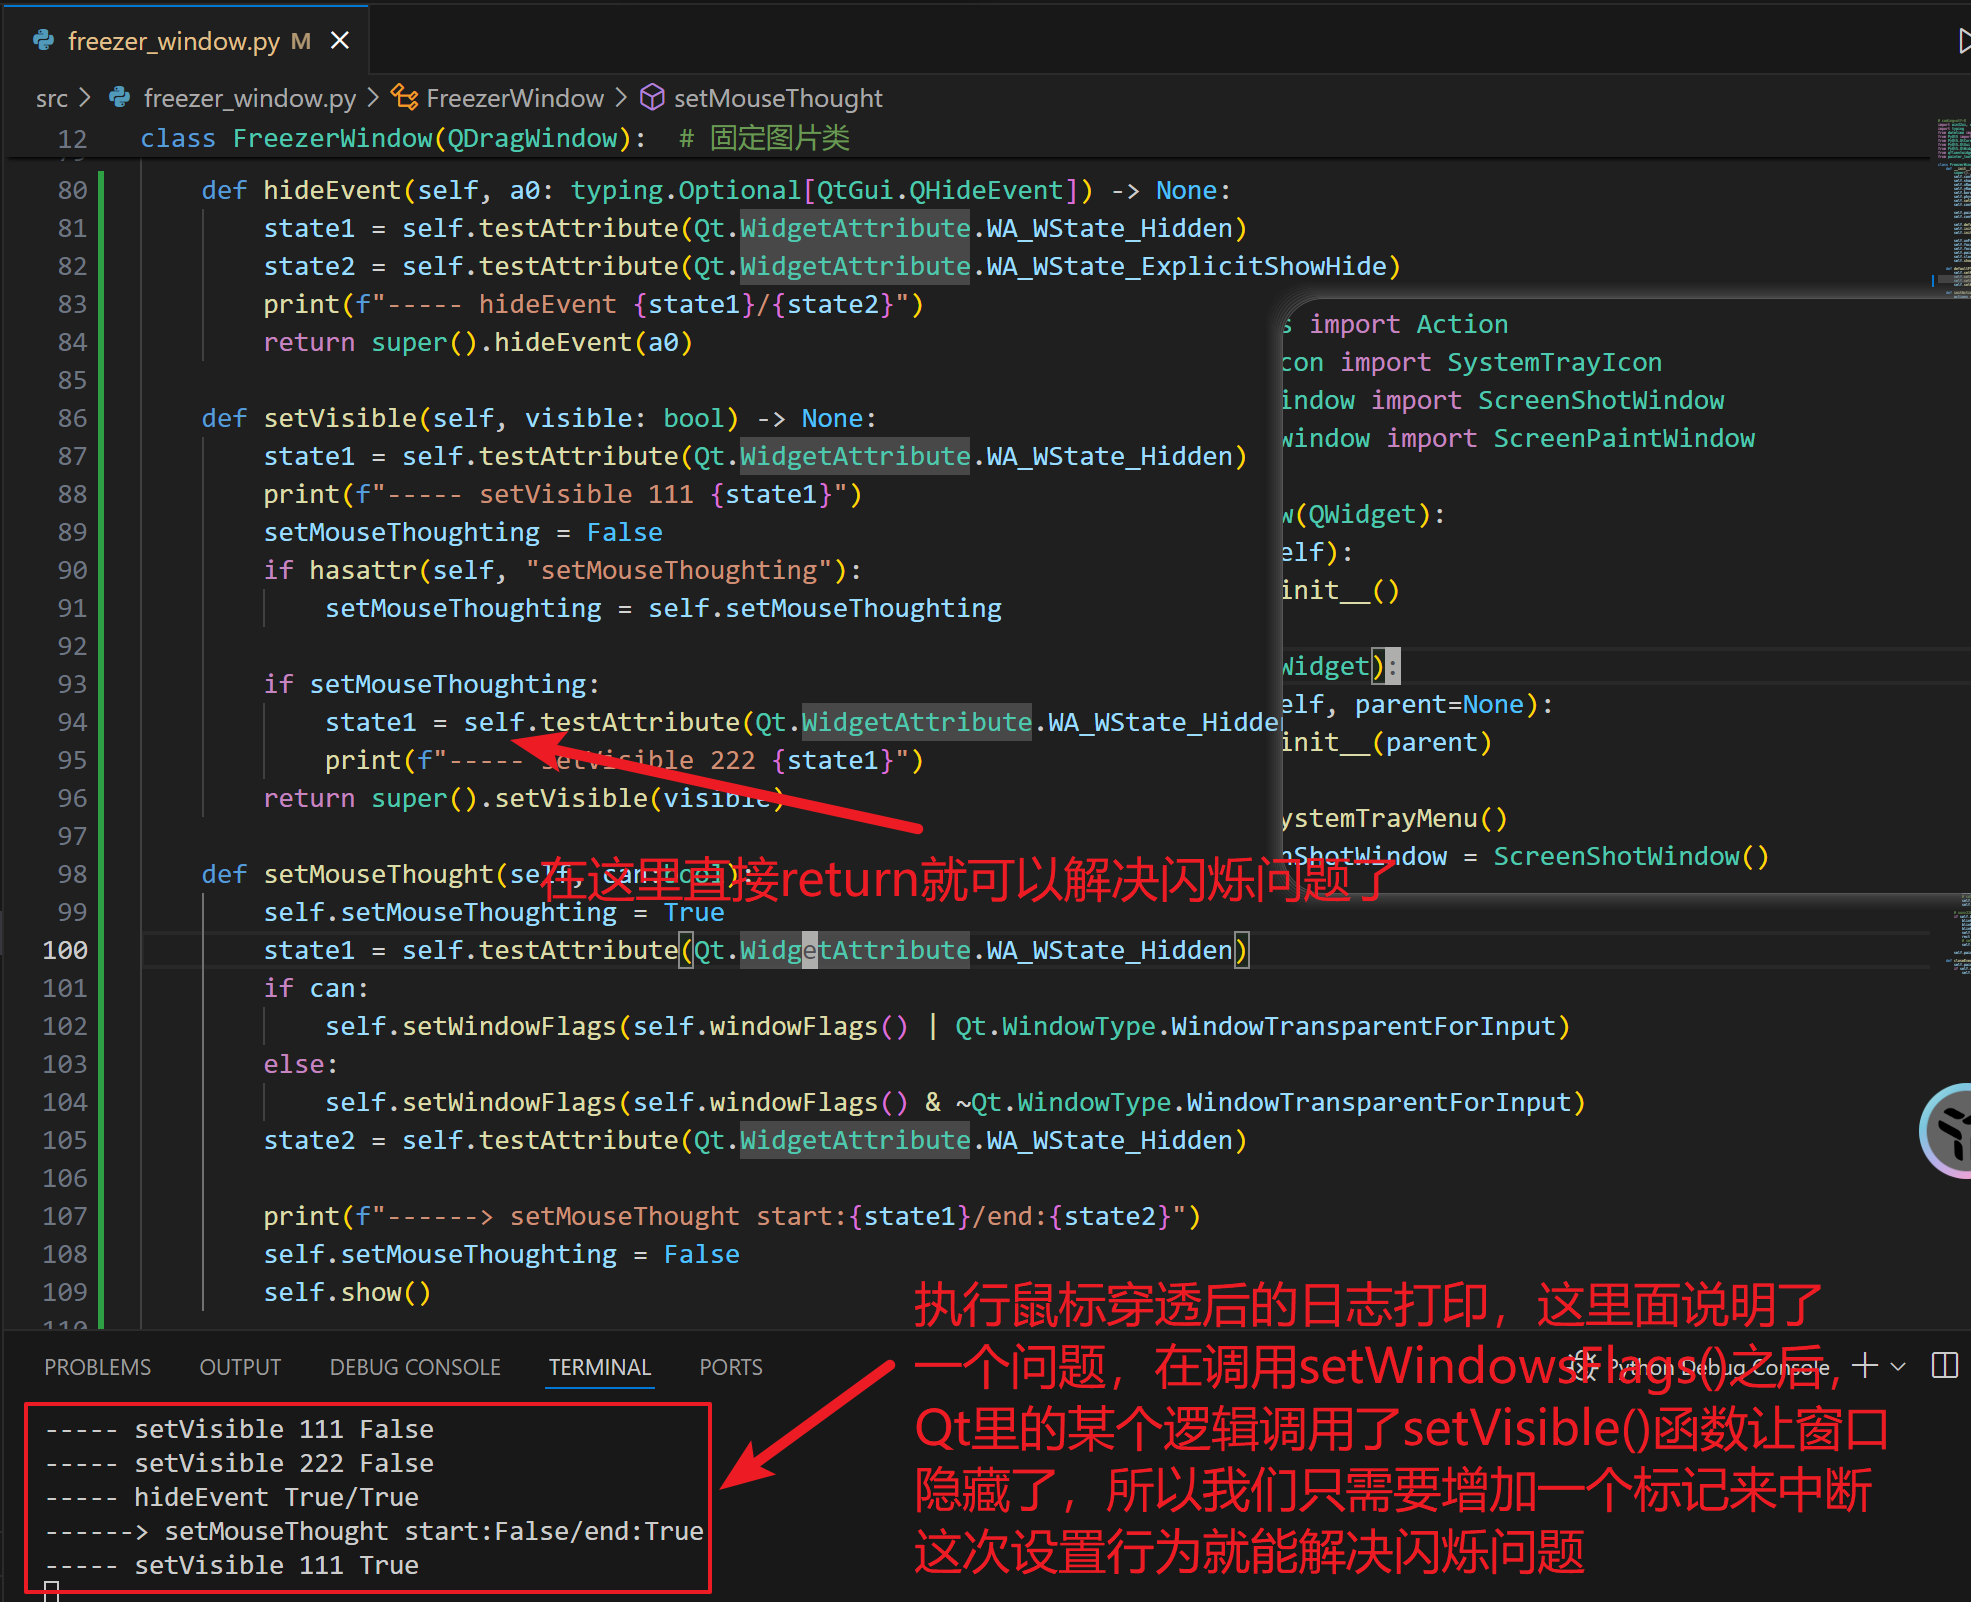 freezer_window.py M
src > freezer_window.py > FreezerWindow > setMouseThought
12 class FreezerWindow(QDragWindow): # 固定图片类
80 def hideEvent(self, a0: typing.Optional[QtGui.QHideEvent]) -> None:
81 state1 = self.testAttribute(Qt.WidgetAttribute.WA_WState_Hidden)
82 state2 = self.testAttribute(Qt.WidgetAttribute.WA_WState_ExplicitShowHide)
83 print(f"----- hideEvent {state1}/{state2}")
84 return super().hideEvent(a0)
85
86 def setVisible(self, visible: bool) -> None:
87 state1 = self.testAttribute(Qt.WidgetAttribute.WA_WState_Hidden)
88 print(f"----- setVisible 111 {state1}")
89 setMouseThoughting = False
90 if hasattr(self, "setMouseThoughting"):
91 setMouseThoughting = self.setMouseThoughting
92
93 if setMouseThoughting:
94 state1 = self.testAttribute(Qt.WidgetAttribute.WA_WState_Hidde
95 print(f"----- setVisible 222 {state1}")
96 return super().setVisible(visible)
97
98 def setMouseThought(self, can:bool):
99 self.setMouseThoughting = True
100 state1 = self.testAttribute(Qt.WidgetAttribute.WA_WState_Hidden)
101 if can:
102 self.setWindowFlags(self.windowFlags() | Qt.WindowType.WindowTransparentForInput)
103 else:
104 self.setWindowFlags(self.windowFlags() & ~Qt.WindowType.WindowTransparentForInput)
105 state2 = self.testAttribute(Qt.WidgetAttribute.WA_WState_Hidden)
106
107 print(f"------> setMouseThought start:{state1}/end:{state2}")
108 self.setMouseThoughting = False
109 self.show()
110
s import Action
con import SystemTrayIcon
indow import ScreenShotWindow
window import ScreenPaintWindow
w(QWidget):
elf):
init__()
Widget):
elf, parent=None):
init__(parent)
ystemTrayMenu()
nShotWindow = ScreenShotWindow()
在这里直接return就可以解决闪烁问题了
PROBLEMS OUTPUT DEBUG CONSOLE TERMINAL PORTS
Python Debug Console
----- setVisible 111 False
----- setVisible 222 False
----- hideEvent True/True
------> setMouseThought start:False/end:True
----- setVisible 111 True
执行鼠标穿透后的日志打印，这里面说明了
一个问题，在调用setWindowsFlags()之后，
Qt里的某个逻辑调用了setVisible()函数让窗口
隐藏了，所以我们只需要增加一个标记来中断
这次设置行为就能解决闪烁问题